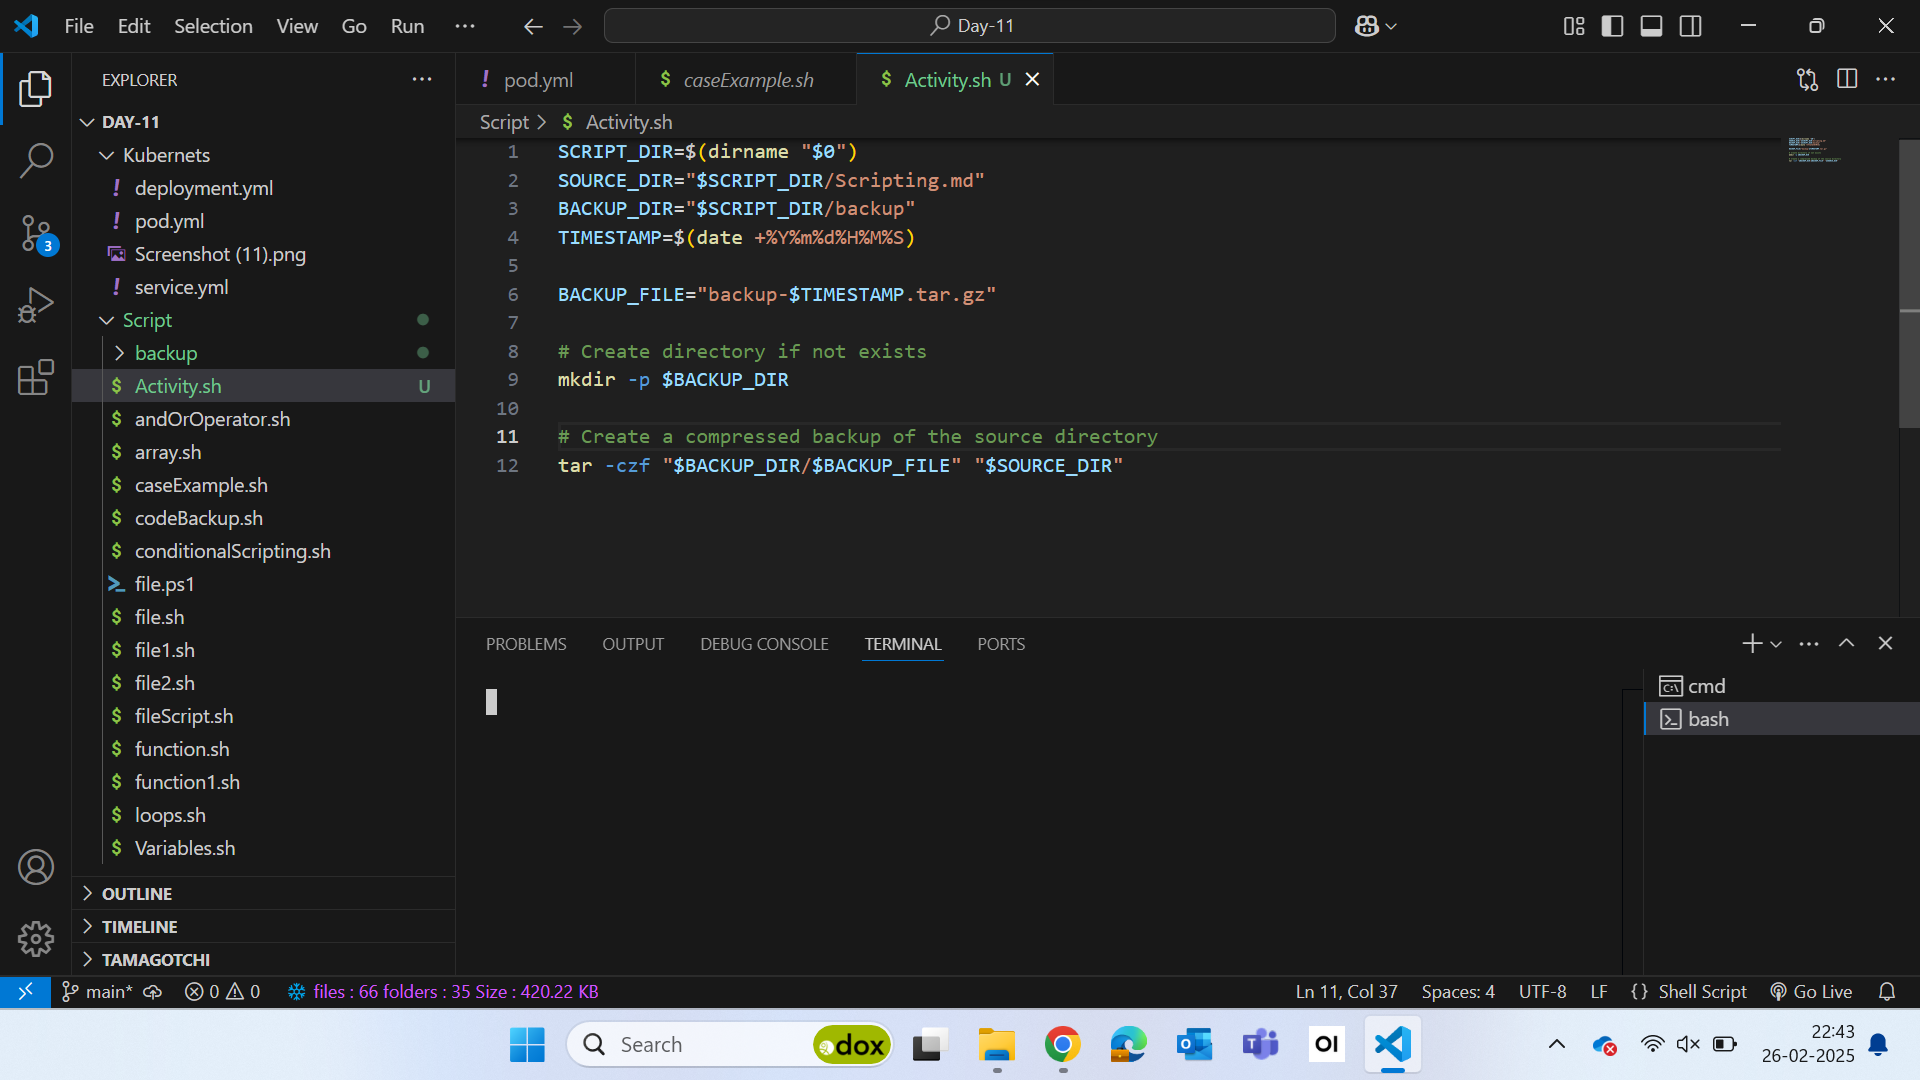 File Edit Selection View Go Run ···
Day-11
EXPLORER ···
! pod.yml
$ caseExample.sh
$ Activity.sh U
DAY-11
Script > $ Activity.sh
Kubernets
! deployment.yml
! pod.yml
Screenshot (11).png
! service.yml
Script
backup
$ Activity.sh U
$ andOrOperator.sh
$ array.sh
$ caseExample.sh
$ codeBackup.sh
$ conditionalScripting.sh
file.ps1
$ file.sh
$ file1.sh
$ file2.sh
$ fileScript.sh
$ function.sh
$ function1.sh
$ loops.sh
$ Variables.sh
OUTLINE
TIMELINE
TAMAGOTCHI
3
1 SCRIPT_DIR=$(dirname "$0")
2 SOURCE_DIR="$SCRIPT_DIR/Scripting.md"
3 BACKUP_DIR="$SCRIPT_DIR/backup"
4 TIMESTAMP=$(date +%Y%m%d%H%M%S)
5
6 BACKUP_FILE="backup-$TIMESTAMP.tar.gz"
7
8 # Create directory if not exists
9 mkdir -p $BACKUP_DIR
10
11 # Create a compressed backup of the source directory
12 tar -czf "$BACKUP_DIR/$BACKUP_FILE" "$SOURCE_DIR"
PROBLEMS OUTPUT DEBUG CONSOLE TERMINAL PORTS
cmd
bash
main* 0 0 files : 66 folders : 35 Size : 420.22 KB
Ln 11, Col 37 Spaces: 4 UTF-8 LF {} Shell Script Go Live
Search
dox
OI
22:43
26-02-2025